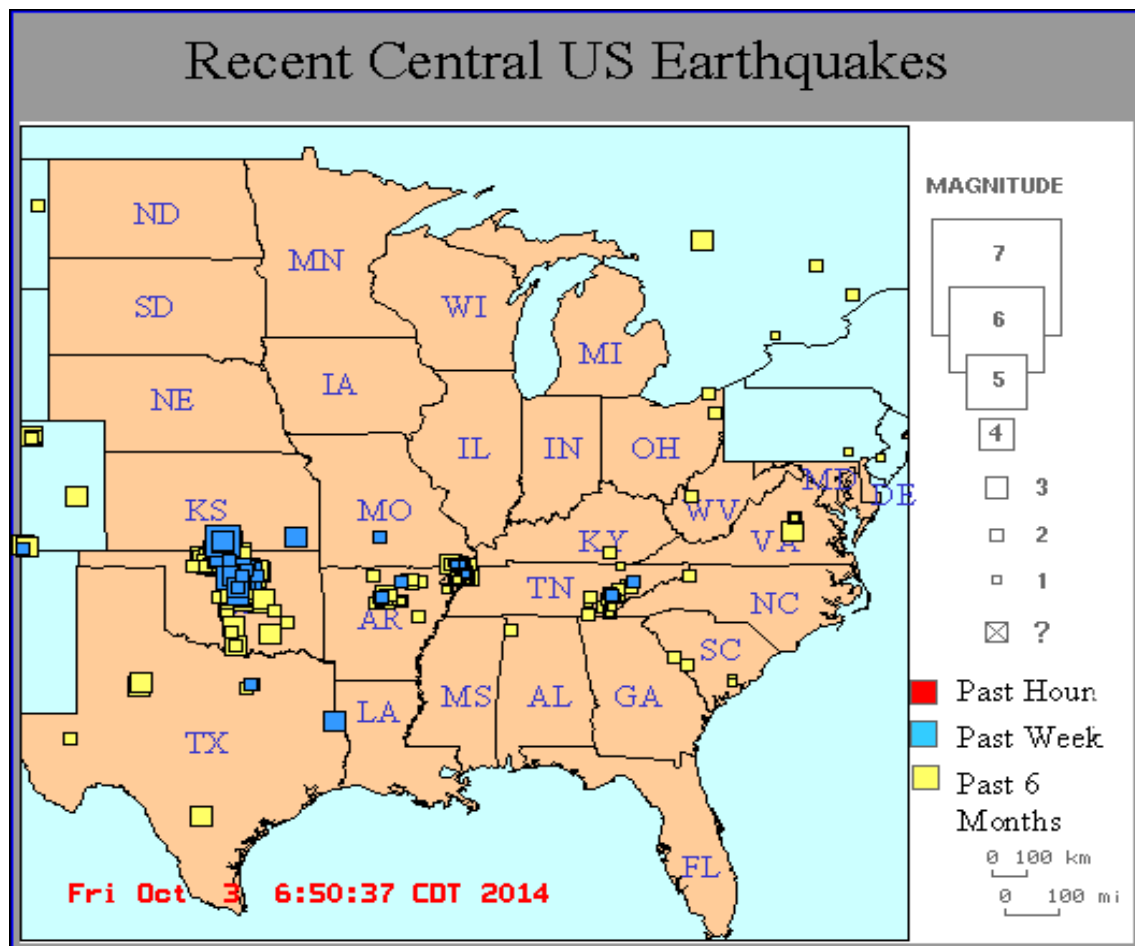 Recent Central US Earthquakes
MAGNITUDE
7
6
5
4
3
2
1
?
Past Houn
Past Week
Past 6
Months
0 100 km
0 100 mi
ND
MN
SD
WI
MI
NE
IA
IL
IN
OH
MD
DE
WV
KS
MO
KY
VA
TN
NC
AR
SC
MS
AL
GA
LA
TX
FL
Fri Oct 3 6:50:37 CDT 2014